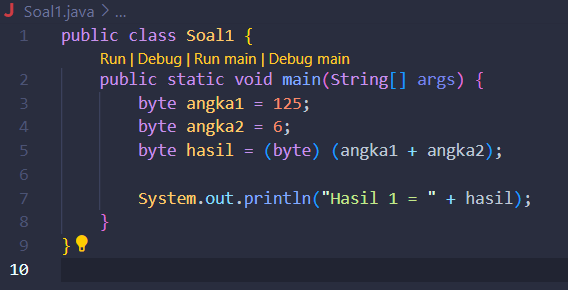 J Soal1.java > ...
1 public class Soal1 {
Run | Debug | Run main | Debug main
2 public static void main(String[] args) {
3 byte angka1 = 125;
4 byte angka2 = 6;
5 byte hasil = (byte) (angka1 + angka2);
6
7 System.out.println("Hasil 1 = " + hasil);
8 }
9 }
10